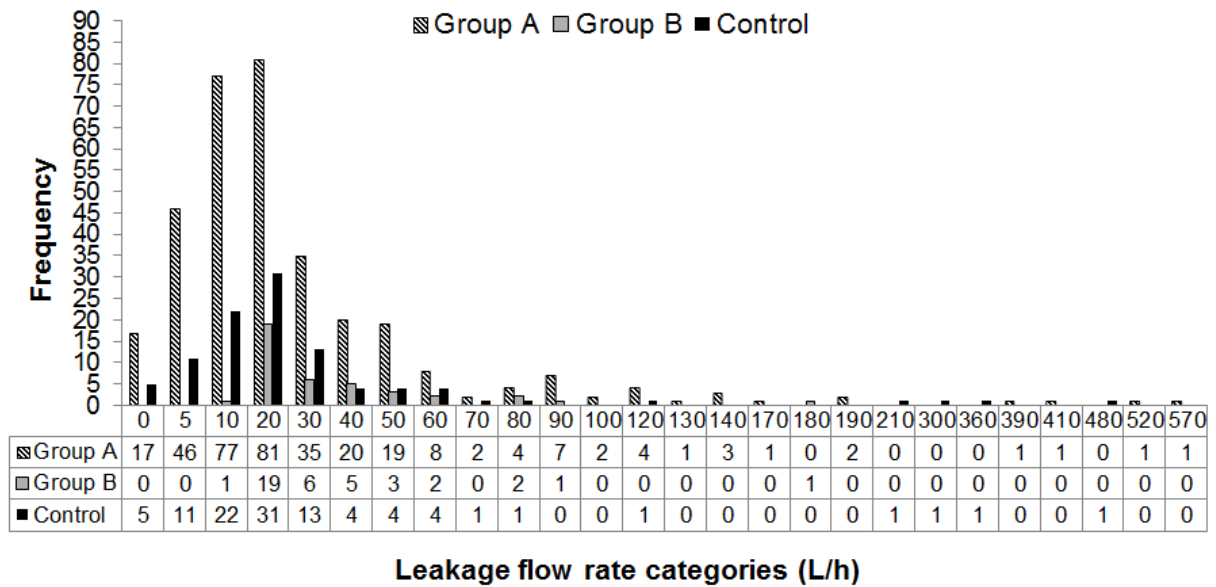 Group A Group B Control
90
85
80
75
70
65
60
55
50
45
40
35
30
25
20
15
10
5
0
Frequency
0 5 10 20 30 40 50 60 70 80 90 100 120 130 140 170 180 190 210 300 360 390 410 480 520 570
Group A 17 46 77 81 35 20 19 8 2 4 7 2 4 1 3 1 0 2 0 0 0 1 1 0 1 1
Group B 0 0 1 19 6 5 3 2 0 2 1 0 0 0 0 0 1 0 0 0 0 0 0 0 0 0
Control 5 11 22 31 13 4 4 4 1 1 0 0 1 0 0 0 0 0 1 1 1 0 0 1 0 0
Leakage flow rate categories (L/h)